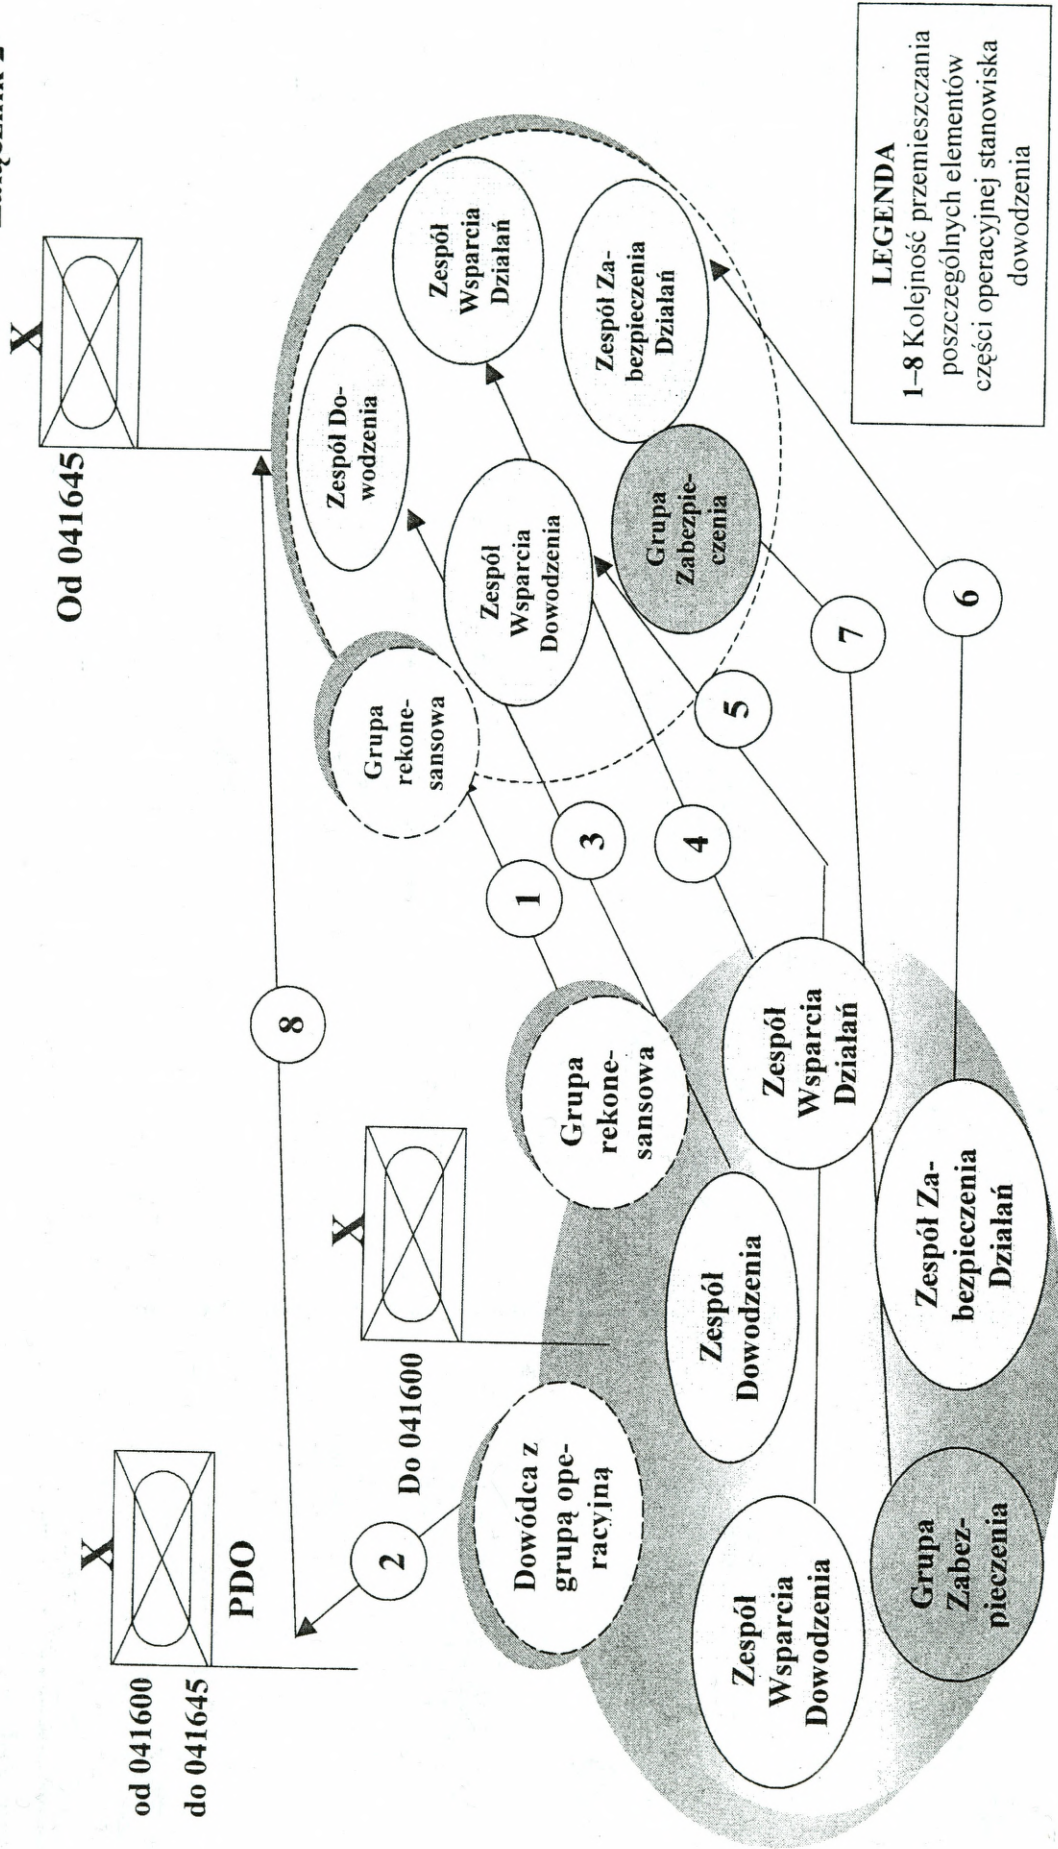 Załącznik 2
X
Od 041645
X
od 041600
do 041645
PDO
X
Do 041600
8
2
1
3
4
5
7
6
Dowódca z
grupą ope-
racyjną
Grupa
rekone-
sansowa
Zespół
Dowodzenia
Zespół
Wsparcia
Dowodzenia
Zespół
Wsparcia
Działań
Grupa
Zabez-
pieczenia
Zespół Za-
bezpieczenia
Działań
Grupa
rekone-
sansowa
Zespół Do-
wodzenia
Zespół
Wsparcia
Działań
Zespół
Wsparcia
Dowodzenia
Zespół Za-
bezpieczenia
Działań
Grupa
Zabezpie-
czenia
LEGENDA
1–8 Kolejność przemieszczania
poszczególnych elementów
części operacyjnej stanowiska
dowodzenia